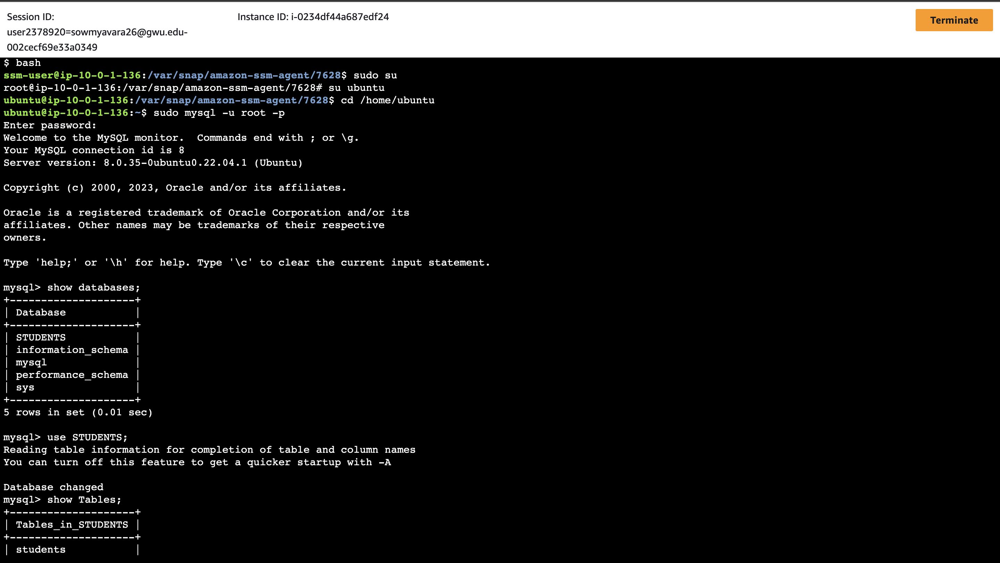 Session ID:
user2378920=sowmyavara26@gwu.edu-
002cecf69e33a0349
Instance ID: i-0234df44a687edf24
Terminate
$ bash
ssm-user@ip-10-0-1-136:/var/snap/amazon-ssm-agent/7628$ sudo su
root@ip-10-0-1-136:/var/snap/amazon-ssm-agent/7628# su ubuntu
ubuntu@ip-10-0-1-136:/var/snap/amazon-ssm-agent/7628$ cd /home/ubuntu
ubuntu@ip-10-0-1-136:~$ sudo mysql -u root -p
Enter password:
Welcome to the MySQL monitor.  Commands end with ; or \g.
Your MySQL connection id is 8
Server version: 8.0.35-0ubuntu0.22.04.1 (Ubuntu)
Copyright (c) 2000, 2023, Oracle and/or its affiliates.
Oracle is a registered trademark of Oracle Corporation and/or its
affiliates. Other names may be trademarks of their respective
owners.
Type 'help;' or '\h' for help. Type '\c' to clear the current input statement.
mysql> show databases;
+--------------------+
| Database           |
+--------------------+
| STUDENTS           |
| information_schema |
| mysql              |
| performance_schema |
| sys                |
+--------------------+
5 rows in set (0.01 sec)
mysql> use STUDENTS;
Reading table information for completion of table and column names
You can turn off this feature to get a quicker startup with -A
Database changed
mysql> show Tables;
+--------------------+
| Tables_in_STUDENTS |
+--------------------+
| students           |